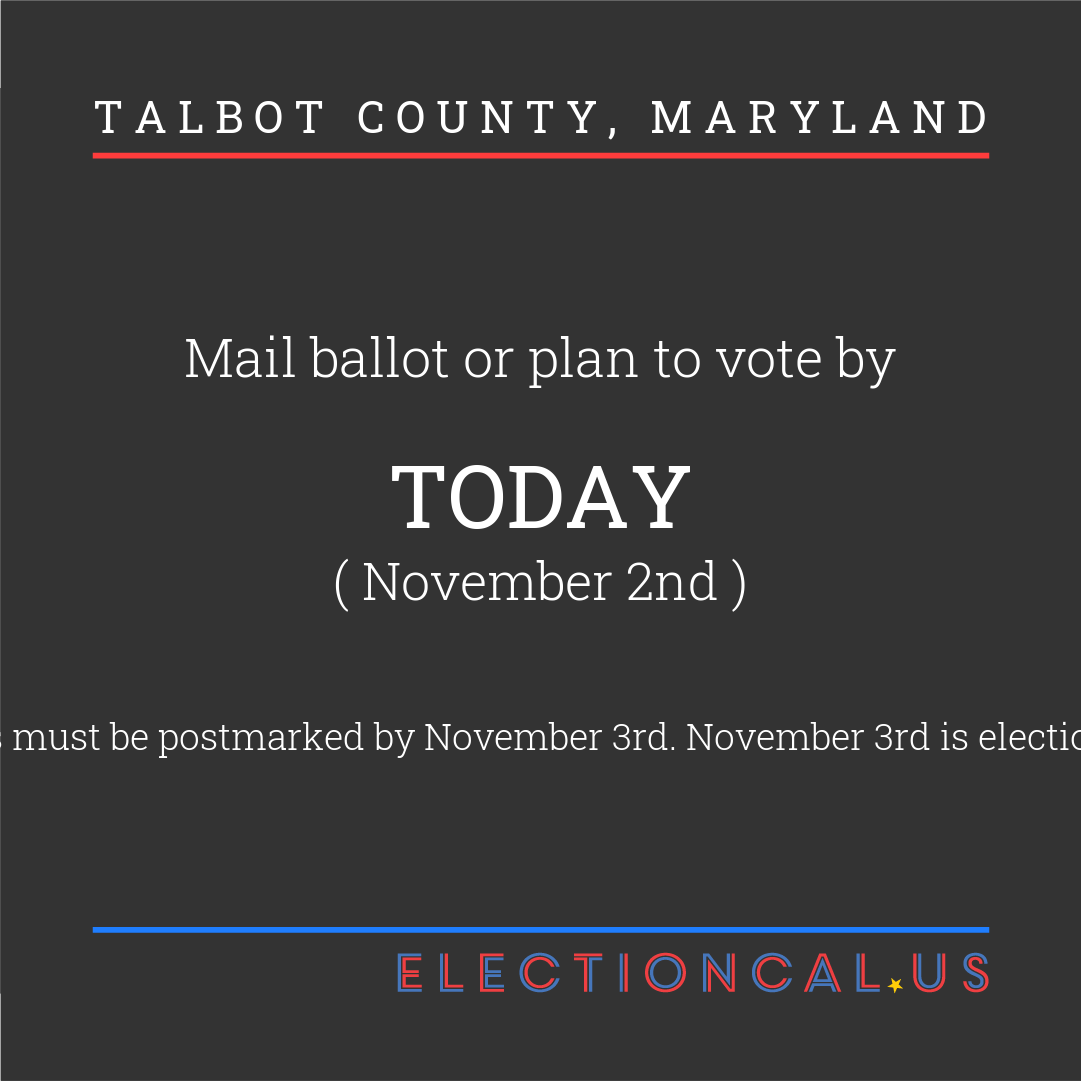 TALBOT COUNTY, MARYLAND
Mail ballot or plan to vote by
TODAY
( November 2nd )
must be postmarked by November 3rd. November 3rd is
ELECTIONCAL.US